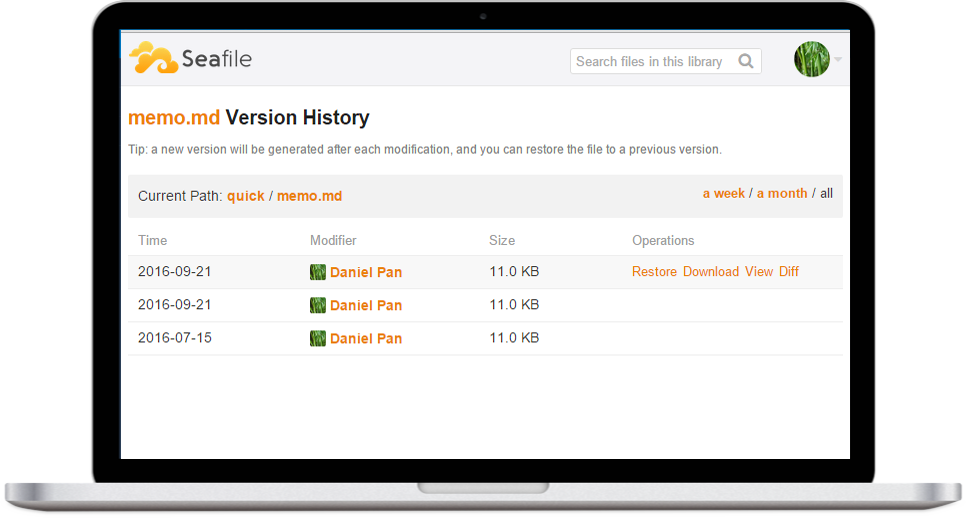 Seafile
Search files in this library
memo.md Version History
Tip: a new version will be generated after each modification, and you can restore the file to a previous version.
Current Path: quick / memo.md a week / a month / all
Time Modifier Size Operations
2016-09-21 Daniel Pan 11.0 KB Restore Download View Diff
2016-09-21 Daniel Pan 11.0 KB
2016-07-15 Daniel Pan 11.0 KB